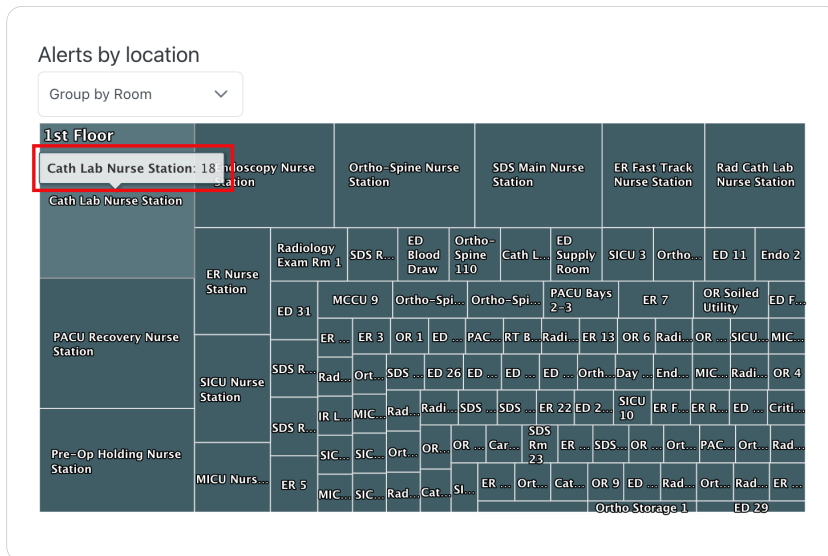 Alerts by location
Group by Room
1st Floor
Cath Lab Nurse Station: 18
Endoscopy Nurse
Station
Ortho-Spine Nurse
Station
SDS Main Nurse
Station
ER Fast Track
Nurse Station
Rad Cath Lab
Nurse Station
Cath Lab Nurse Station
ER Nurse
Station
Radiology
Exam Rm 1
SDS R...
ED
Blood
Draw
Ortho-
Spine
110
Cath L...
ED
Supply
Room
SICU 3
Ortho...
ED 11
Endo 2
ED 31
MCCU 9
Ortho-Spi...
Ortho-Spi...
PACU Bays
2-3
ER 7
OR Soiled
Utility
ED F...
PACU Recovery Nurse
Station
ER ...
ER 3
OR 1
ED ...
PAC...
RT B...
Radi...
ER 13
OR 6
Radi...
OR ...
SICU...
MIC...
SICU Nurse
Station
SDS R...
Rad...
Ort...
SDS ...
ED 26
ED ...
ED ...
ED ...
Orth...
Day ...
End...
MIC...
Radi...
OR 4
SDS R...
IR L...
MIC...
Rad...
Radi...
SDS ...
SDS ...
ER 22
ED 2...
SICU
10
ER F...
ER R...
ED ...
Criti...
Pre-Op Holding Nurse
Station
SIC...
SIC...
Ort...
OR...
OR ...
Car...
SDS
Rm
23
ER ...
SDS...
OR ...
Ort...
PAC...
Ort...
Rad...
MICU Nurs...
ER 5
MIC...
SIC...
Rad...
Cat...
SI...
ER ...
Ort...
Cat...
OR 9
ED ...
Rad...
Ort...
Rad...
ER ...
Ortho Storage 1
ED 29